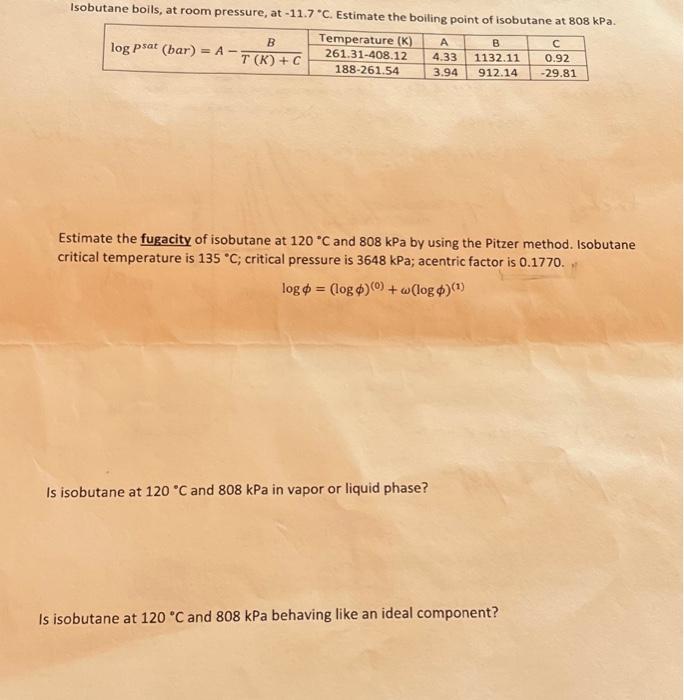 Isobutane boils, at room pressure, at -11.7 °C. Estimate the boiling point of isobutane at 808 kPa.
log P^sat (bar) = A - B / (T (K) + C)
Temperature (K) A B C
261.31-408.12 4.33 1132.11 0.92
188-261.54 3.94 912.14 -29.81
Estimate the fugacity of isobutane at 120 °C and 808 kPa by using the Pitzer method. Isobutane
critical temperature is 135 °C; critical pressure is 3648 kPa; acentric factor is 0.1770.
log ϕ = (log ϕ)^(0) + ω(log ϕ)^(1)
Is isobutane at 120 °C and 808 kPa in vapor or liquid phase?
Is isobutane at 120 °C and 808 kPa behaving like an ideal component?